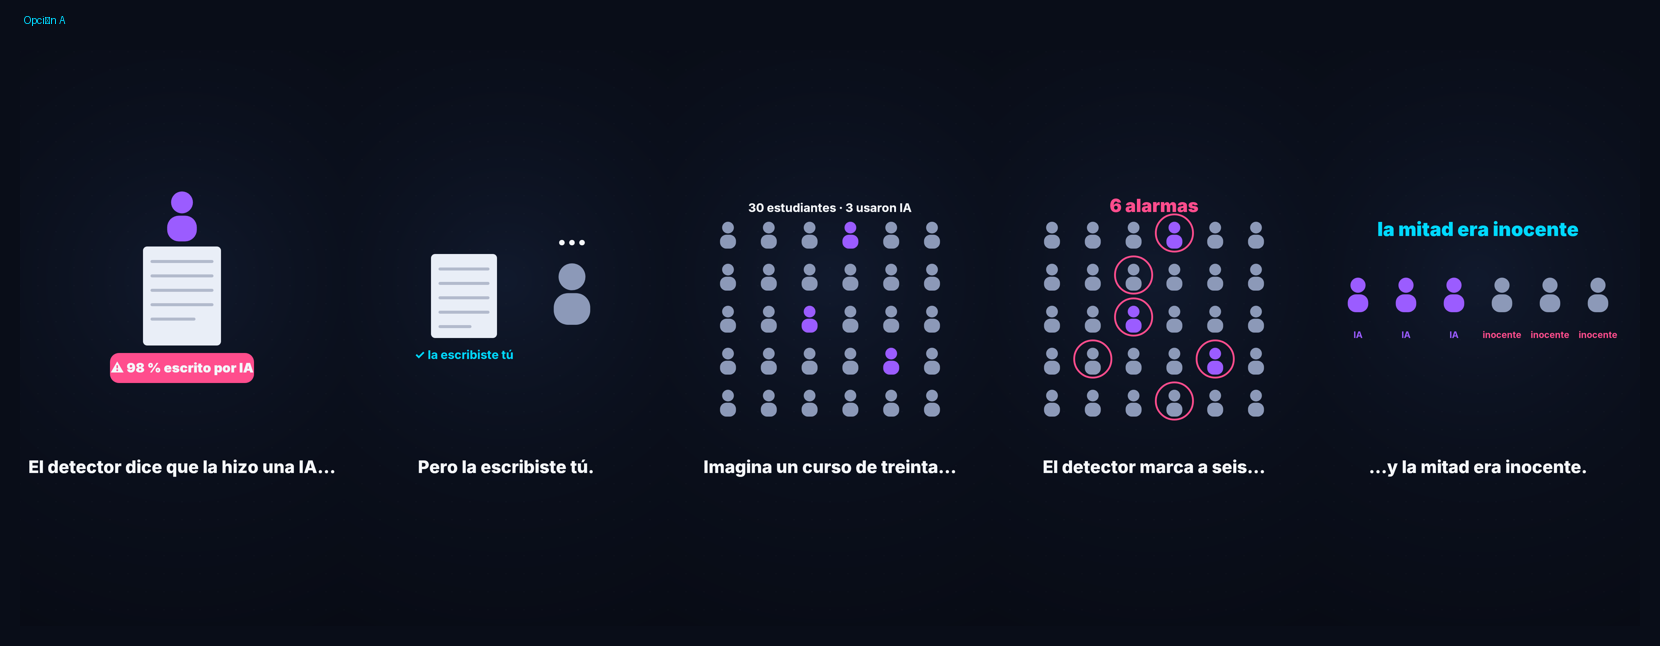 Opci�n A
⚠ 98 % escrito por IA
El detector dice que la hizo una IA...
✓ la escribiste tú
Pero la escribiste tú.
30 estudiantes · 3 usaron IA
Imagina un curso de treinta...
6 alarmas
El detector marca a seis...
la mitad era inocente
IA IA IA inocente inocente inocente
...y la mitad era inocente.